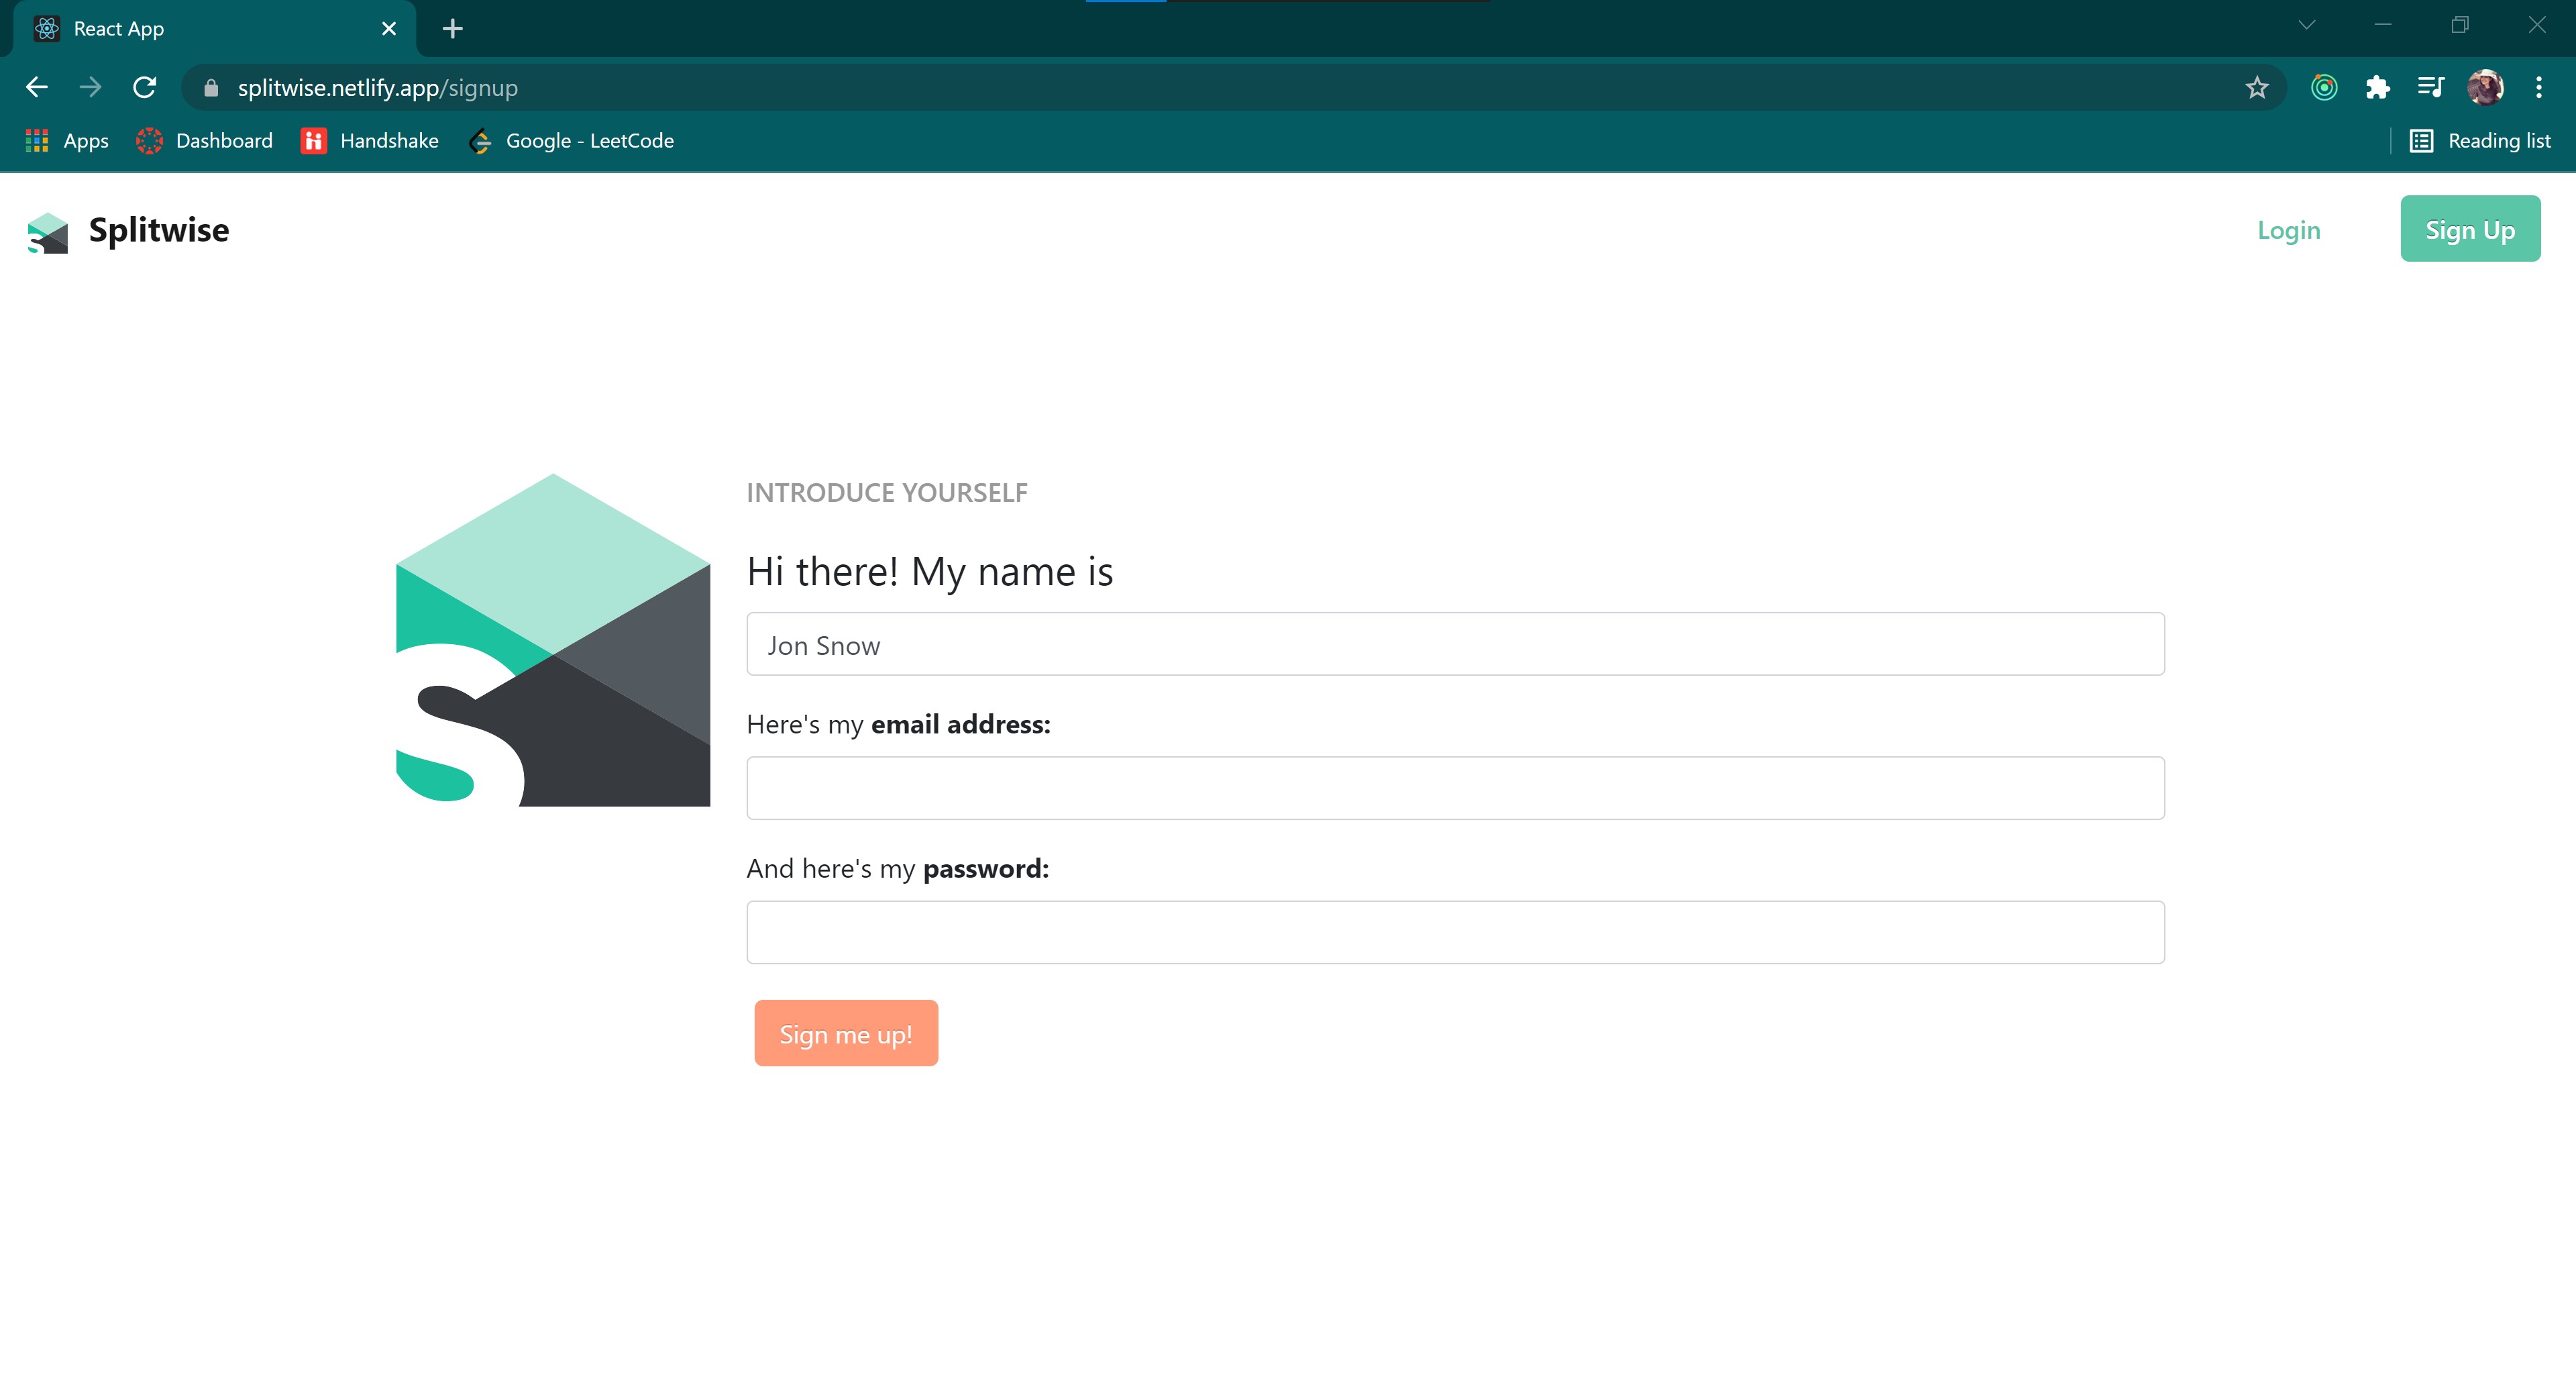 React App
splitwise.netlify.app/signup
Apps Dashboard Handshake Google - LeetCode Reading list
Splitwise Login Sign Up
INTRODUCE YOURSELF
Hi there! My name is
Jon Snow
Here's my email address:
And here's my password:
Sign me up!